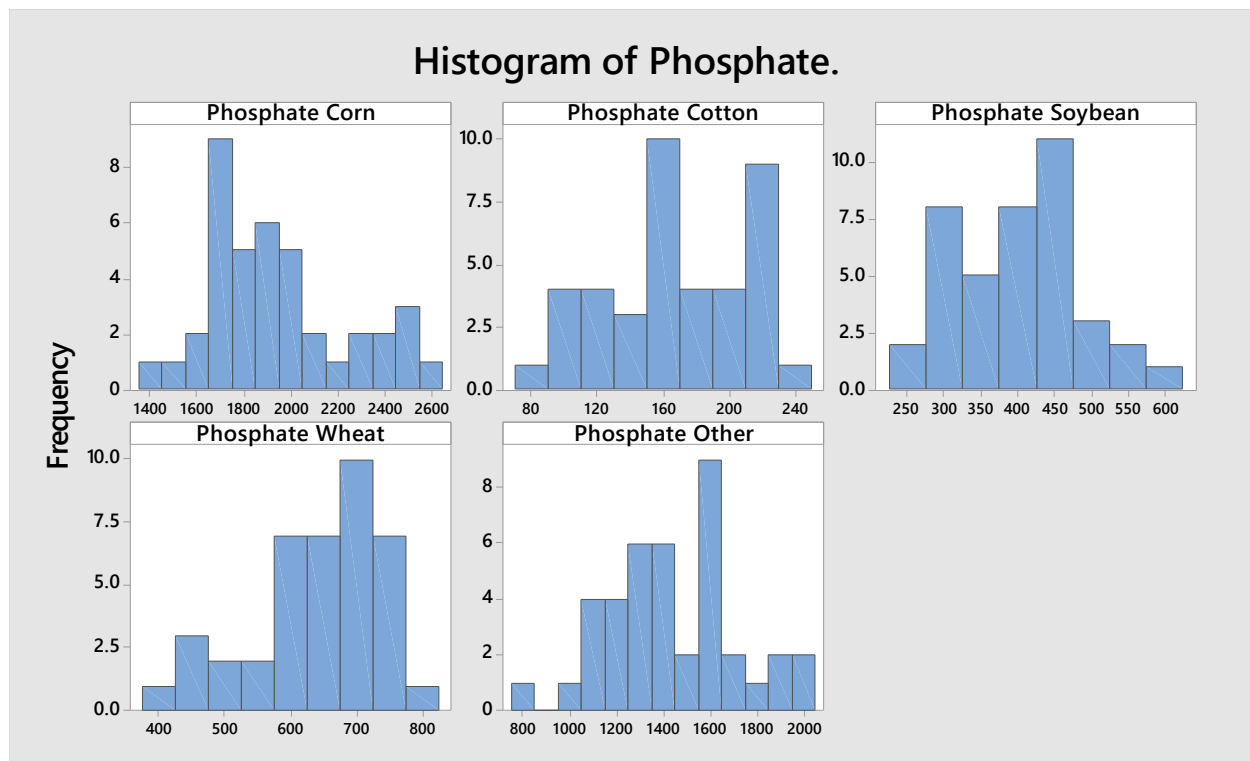 Histogram of Phosphate.
Phosphate Corn
Phosphate Cotton
Phosphate Soybean
8
6
4
2
0
1400 1600 1800 2000 2200 2400 2600
10.0
7.5
5.0
2.5
0.0
80 120 160 200 240
10.0
7.5
5.0
2.5
0.0
250 300 350 400 450 500 550 600
Frequency
Phosphate Wheat
Phosphate Other
10.0
7.5
5.0
2.5
0.0
400 500 600 700 800
8
6
4
2
0
800 1000 1200 1400 1600 1800 2000